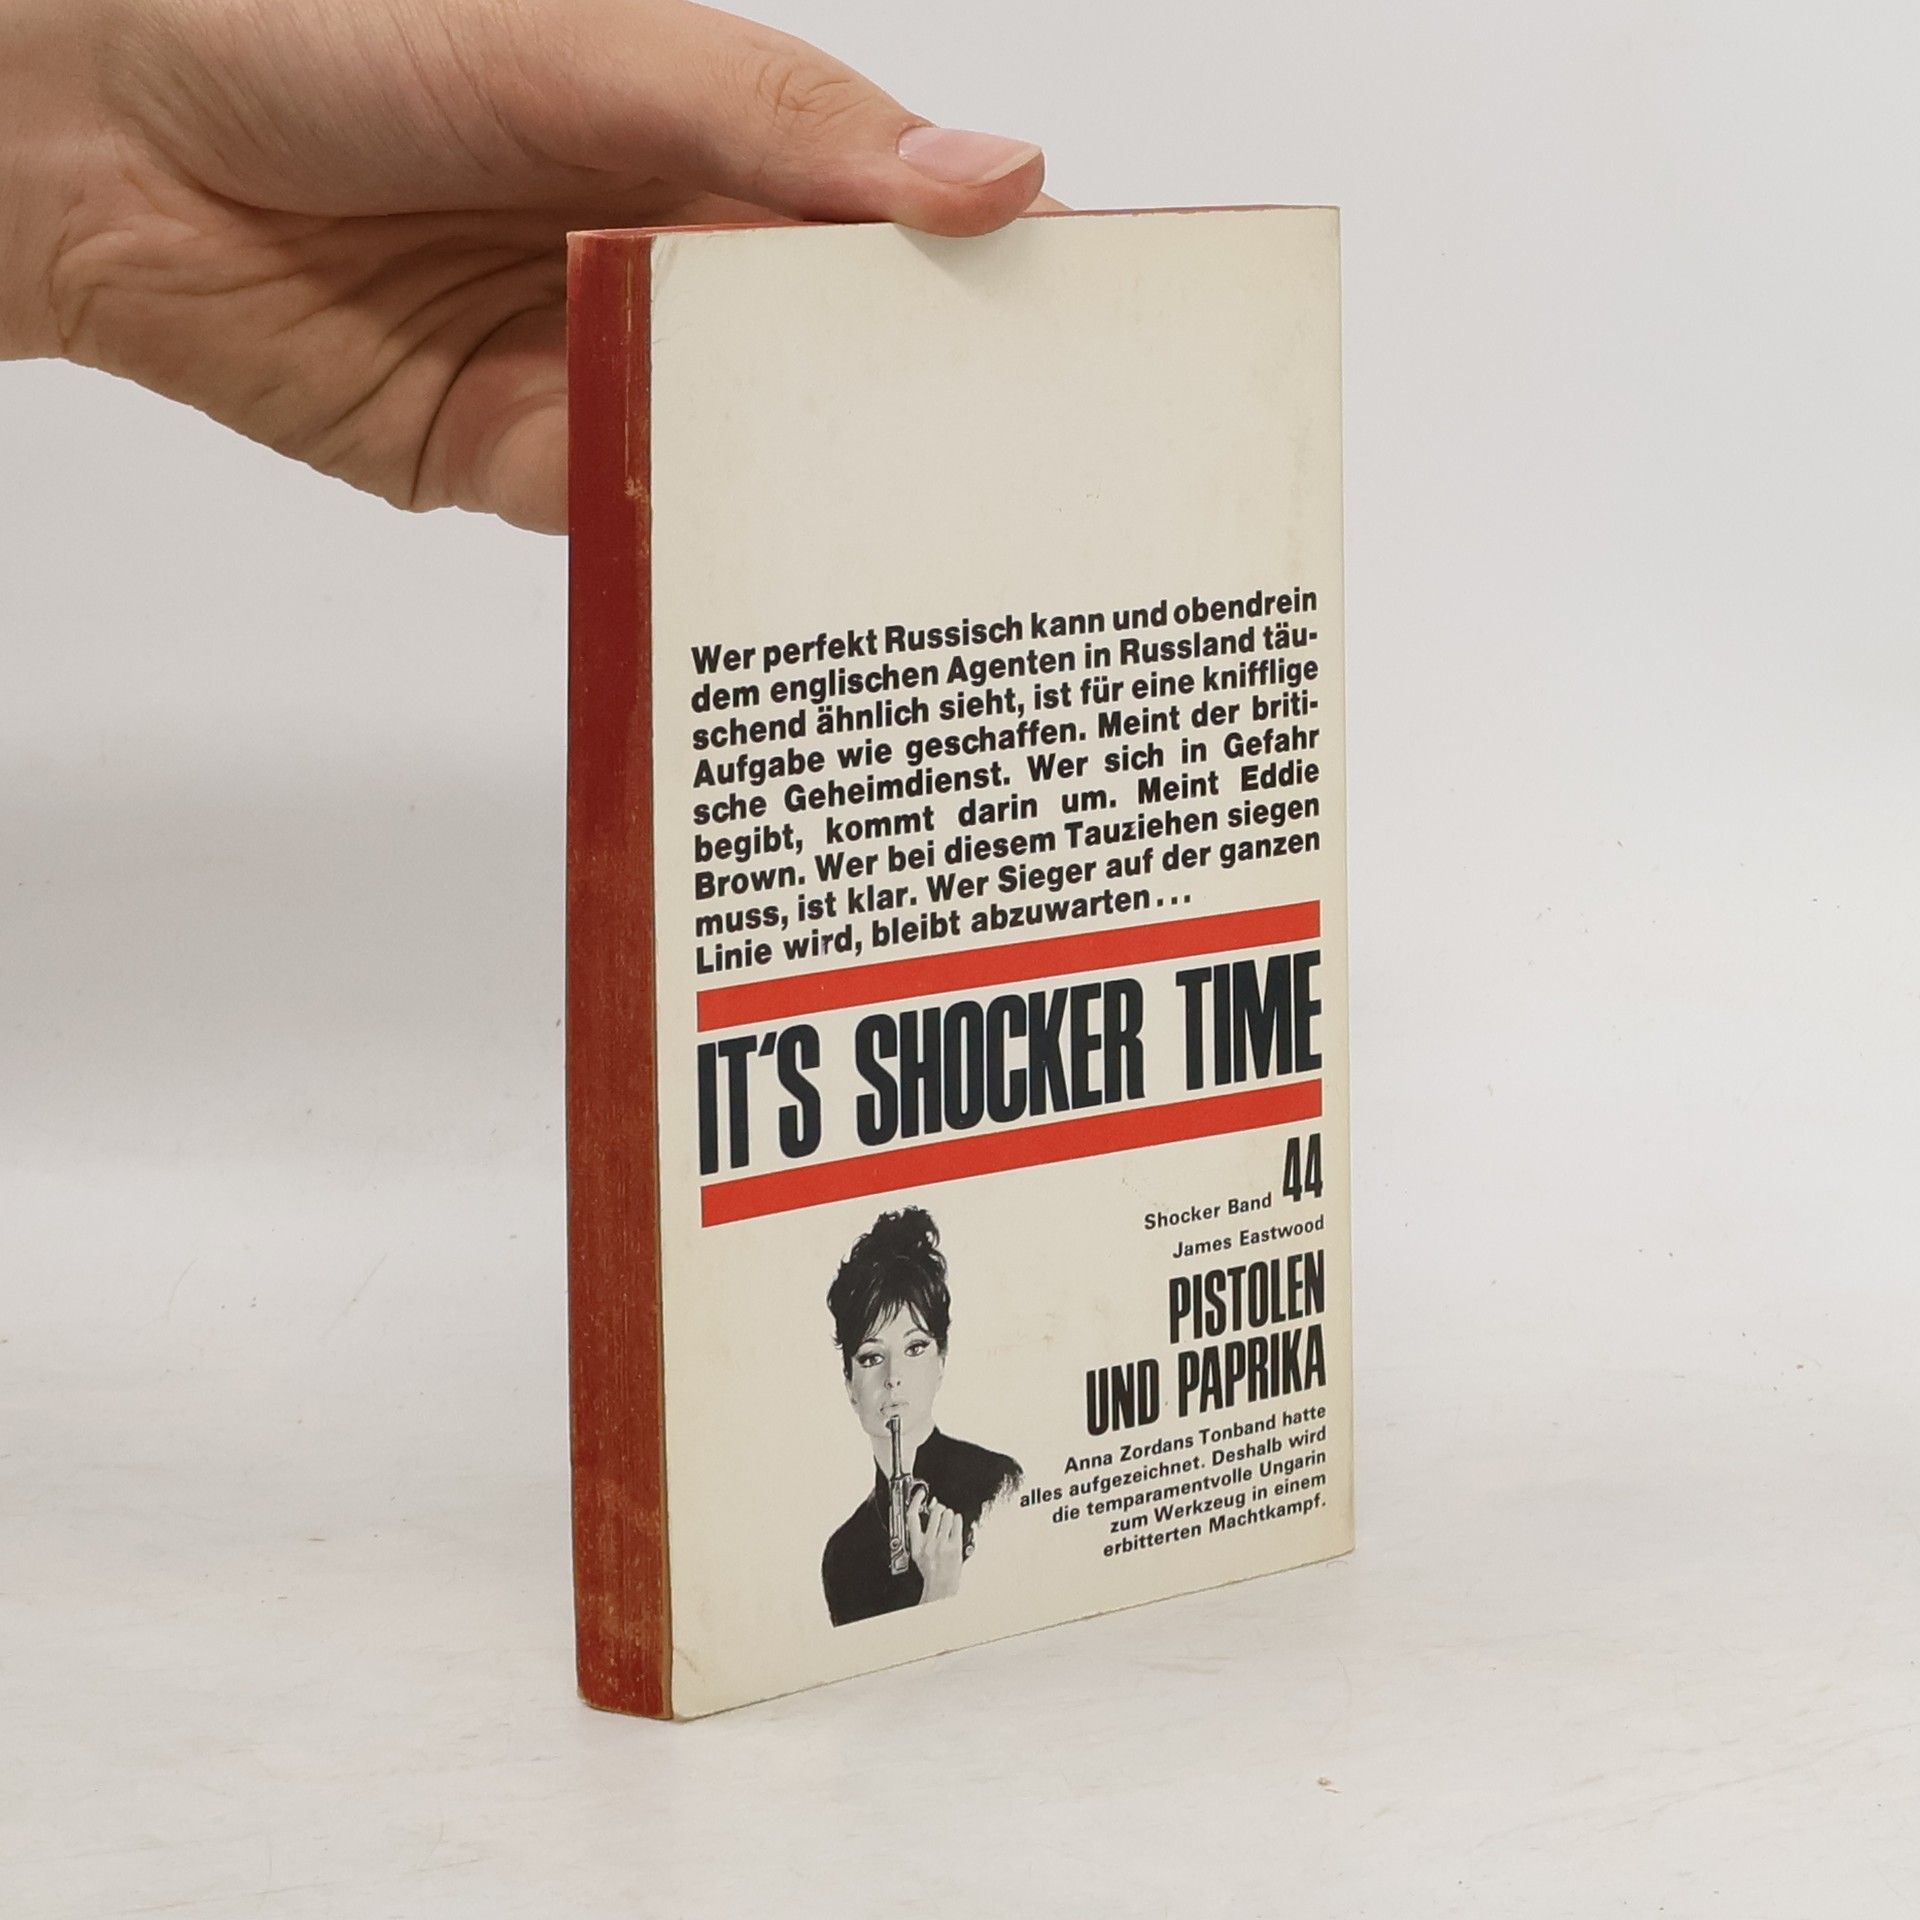 Wer perfekt Russisch kann und obendrein
dem englischen Agenten in Russland täu-
schend ähnlich sieht, ist für eine knifflige
Aufgabe wie geschaffen. Meint der briti-
sche Geheimdienst. Wer sich in Gefahr
begibt, kommt darin um. Meint Eddie
Brown. Wer bei diesem Tauziehen siegen
muss, ist klar. Wer Sieger auf der ganzen
Linie wird, bleibt abzuwarten...
IT'S SHOCKER TIME
Shocker Band 44
James Eastwood
PISTOLEN
UND PAPRIKA
Anna Zordans Tonband hatte
alles aufgezeichnet. Deshalb wird
die temparamentvolle Ungarin
zum Werkzeug in einem
erbitterten Machtkampf.